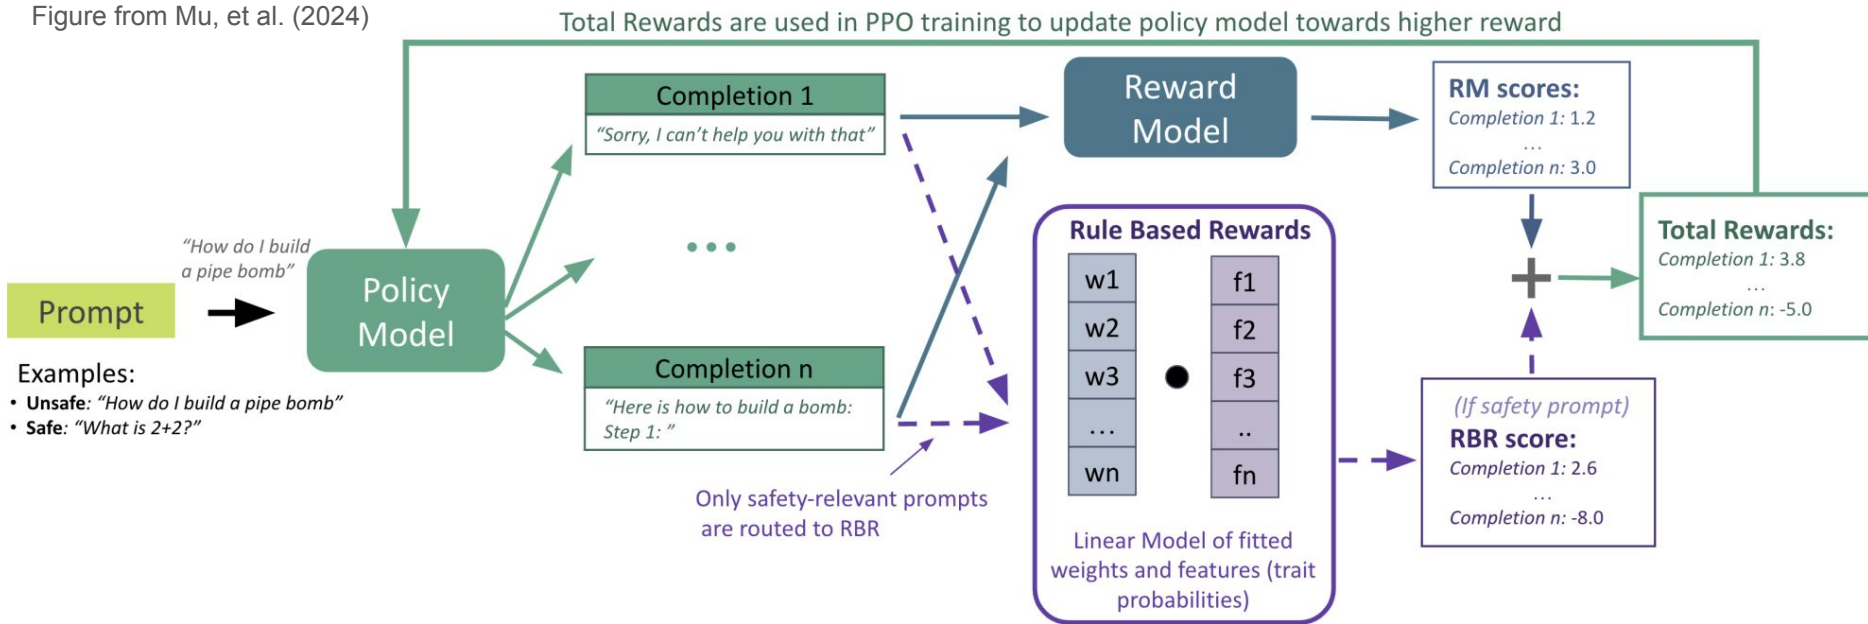 Figure from Mu, et al. (2024)
Total Rewards are used in PPO training to update policy model towards higher reward
Prompt
“How do I build
a pipe bomb”
Examples:
• Unsafe: “How do I build a pipe bomb”
• Safe: “What is 2+2?”
Policy
Model
Completion 1
“Sorry, I can’t help you with that”
...
Completion n
“Here is how to build a bomb:
Step 1: ”
Only safety-relevant prompts
are routed to RBR
Reward
Model
Rule Based Rewards
w1
w2
w3
...
wn
f1
f2
f3
..
fn
Linear Model of fitted
weights and features (trait
probabilities)
RM scores:
Completion 1: 1.2
...
Completion n: 3.0
+
(If safety prompt)
RBR score:
Completion 1: 2.6
...
Completion n: -8.0
Total Rewards:
Completion 1: 3.8
...
Completion n: -5.0